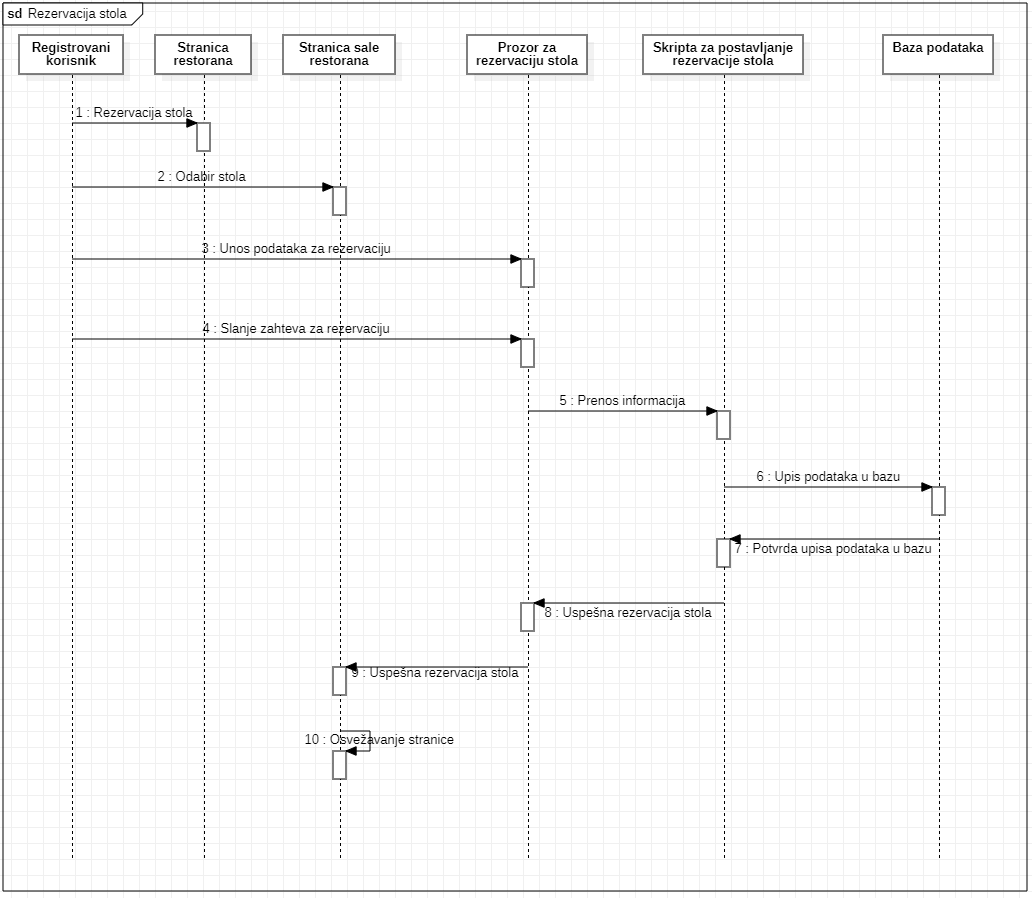 sd Rezervacija stola
Registrovani
korisnik
Stranica
restorana
Stranica sale
restorana
Prozor za
rezervaciju stola
Skripta za postavljanje
rezervacije stola
Baza podataka
1 : Rezervacija stola
2 : Odabir stola
3 : Unos podataka za rezervaciju
4 : Slanje zahteva za rezervaciju
5 : Prenos informacija
6 : Upis podataka u bazu
7 : Potvrda upisa podataka u bazu
8 : Uspešna rezervacija stola
9 : Uspešna rezervacija stola
10 : Osvežavanje stranice